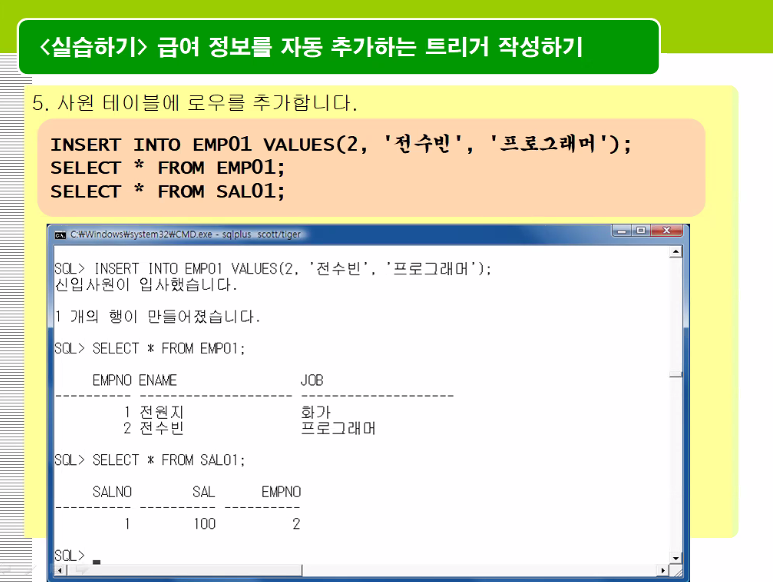 <실습하기> 급여 정보를 자동 추가하는 트리거 작성하기
5. 사원 테이블에 로우를 추가합니다.
INSERT INTO EMP01 VALUES(2, '전수빈', '프로그래머');
SELECT * FROM EMP01;
SELECT * FROM SAL01;
C:₩Windows₩system32₩CMD.exe - sqlplus scott/tiger
SQL> INSERT INTO EMP01 VALUES(2, '전수빈', '프로그래머');
신입사원이 입사했습니다.
1 개의 행이 만들어졌습니다.
SQL> SELECT * FROM EMP01;
EMPNO ENAME JOB
---------- -------------------- --------------------
1 전원지 화가
2 전수빈 프로그래머
SQL> SELECT * FROM SAL01;
SALNO SAL EMPNO
---------- ---------- ----------
1 100 2
SQL>